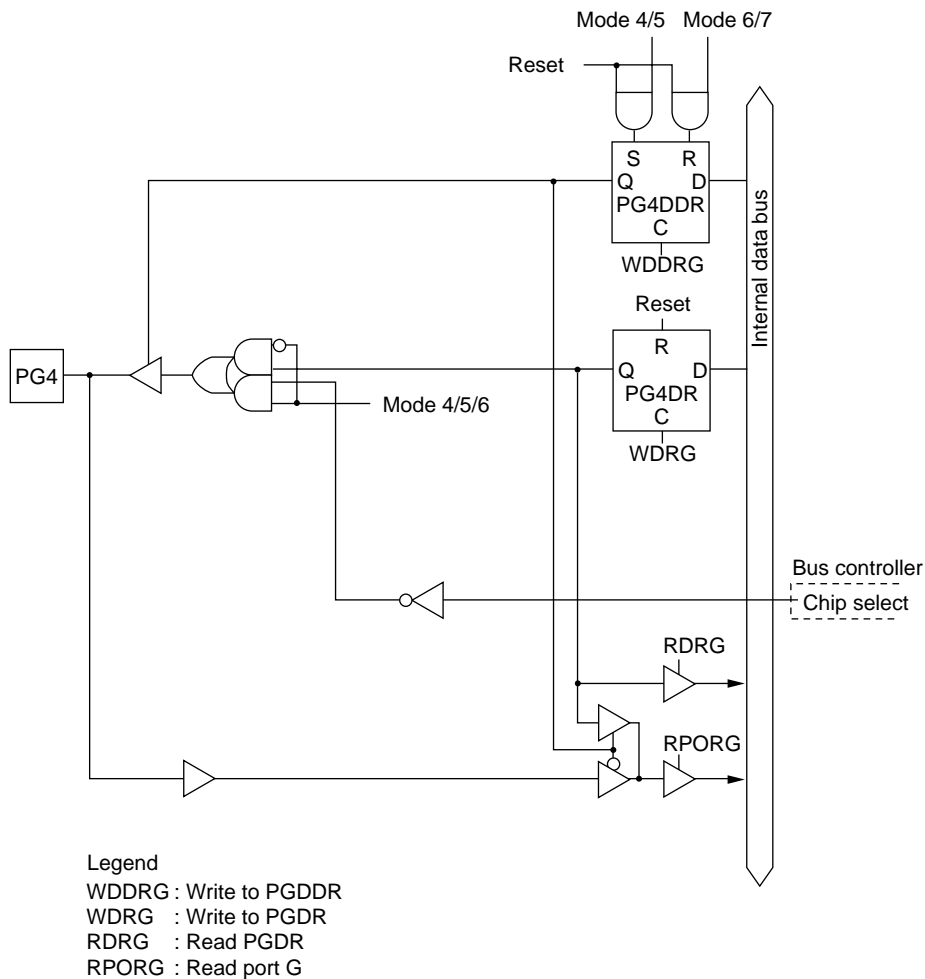 Mode 4/5 Mode 6/7
Reset
S R
Q D
PG4DDR
C
WDDRG
Internal data bus
Reset
R
Q D
PG4DR
C
WDRG
PG4
Mode 4/5/6
Bus controller
Chip select
RDRG
RPORG
Legend
WDDRG : Write to PGDDR
WDRG : Write to PGDR
RDRG : Read PGDR
RPORG : Read port G